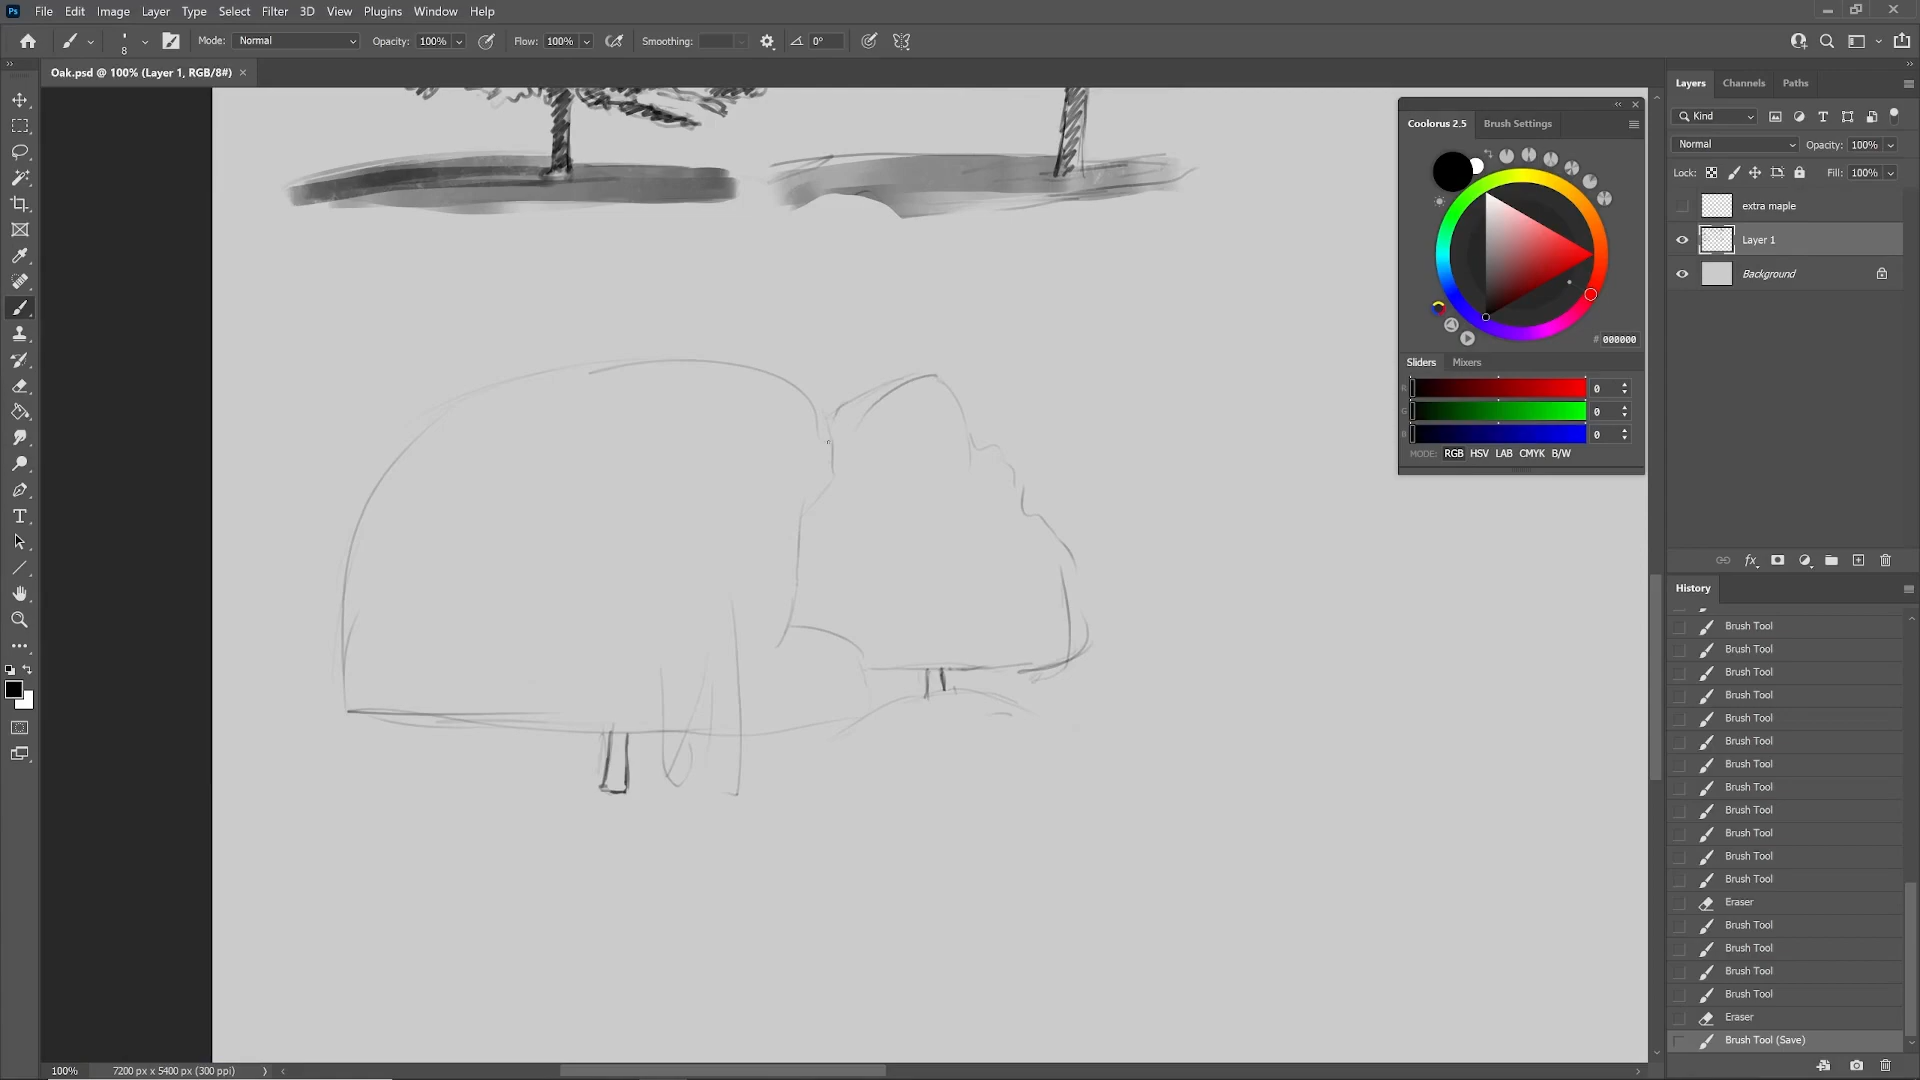 Ps File Edit Image Layer Type Select Filter 3D View Plugins Window Help
8 Mode: Normal Opacity: 100% Flow: 100% Smoothing: 0°
Oak.psd @ 100% (Layer 1, RGB/8#) ×
Coolorus 2.5 Brush Settings
# 000000
Sliders Mixers
R 0
G 0
B 0
MODE: RGB HSV LAB CMYK B/W
Layers Channels Paths
Kind
Normal Opacity: 100%
Lock: Fill: 100%
extra maple
Layer 1
Background
History
Brush Tool
Brush Tool
Brush Tool
Brush Tool
Brush Tool
Brush Tool
Brush Tool
Brush Tool
Brush Tool
Brush Tool
Brush Tool
Brush Tool
Eraser
Brush Tool
Brush Tool
Brush Tool
Brush Tool
Eraser
Brush Tool (Save)
100% 7200 px x 5400 px (300 ppi)